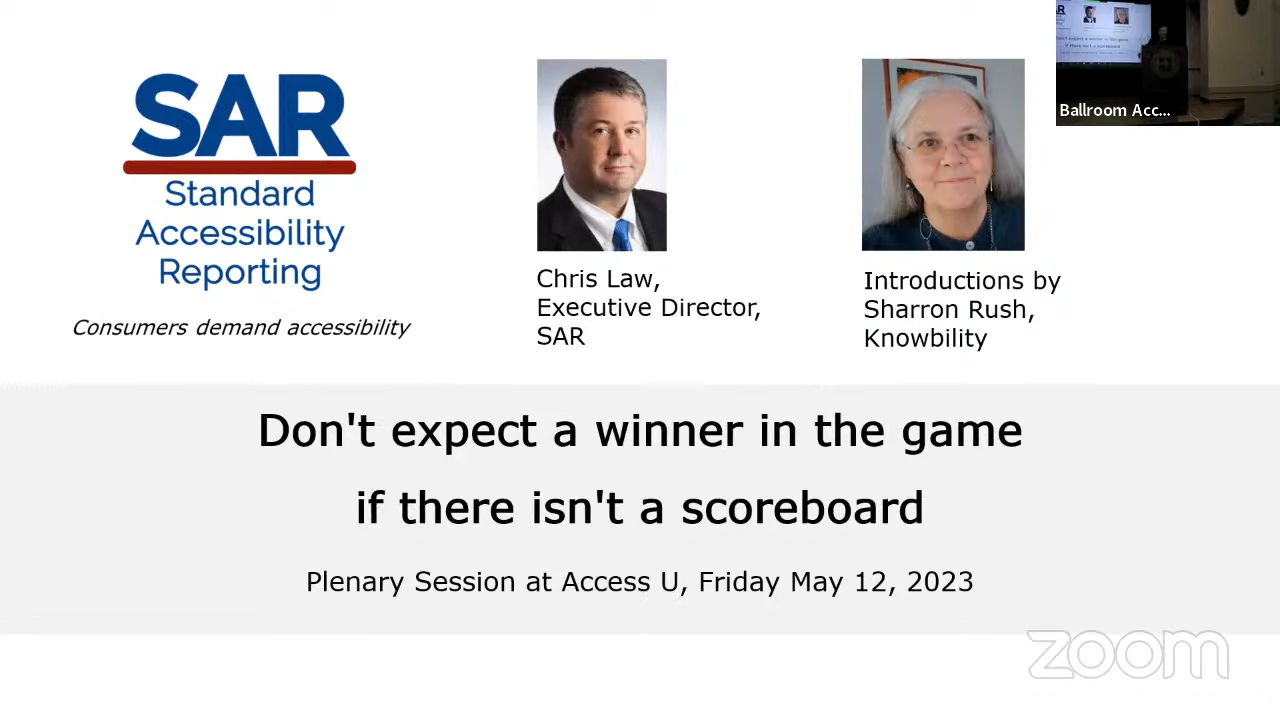 SAR
Standard
Accessibility
Reporting
Consumers demand accessibility
Chris Law,
Executive Director,
SAR
Introductions by
Sharron Rush,
Knowbility
Ballroom Acc...
Don't expect a winner in the game
if there isn't a scoreboard
Plenary Session at Access U, Friday May 12, 2023
zoom